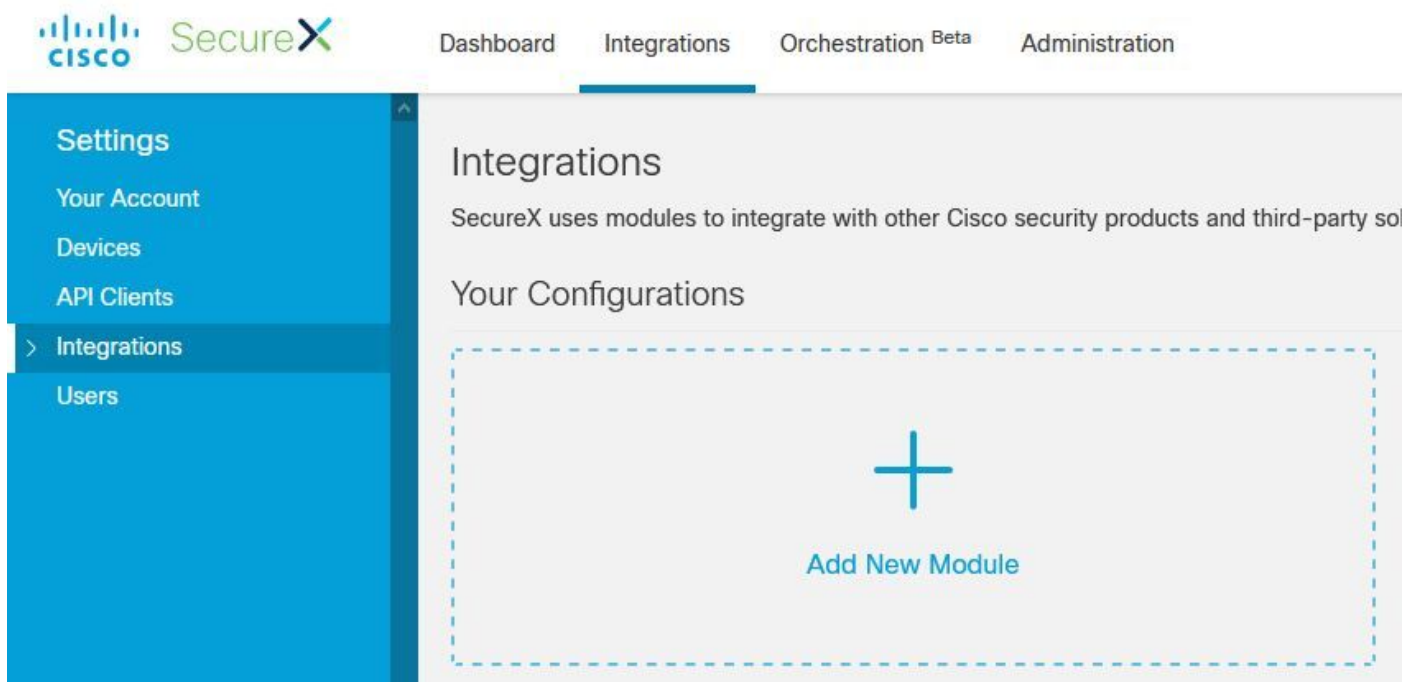 CISCO SecureX Dashboard Integrations Orchestration Beta Administration
Settings
Your Account
Devices
API Clients
Integrations
Users
Integrations
SecureX uses modules to integrate with other Cisco security products and third-party
Your Configurations
Add New Module